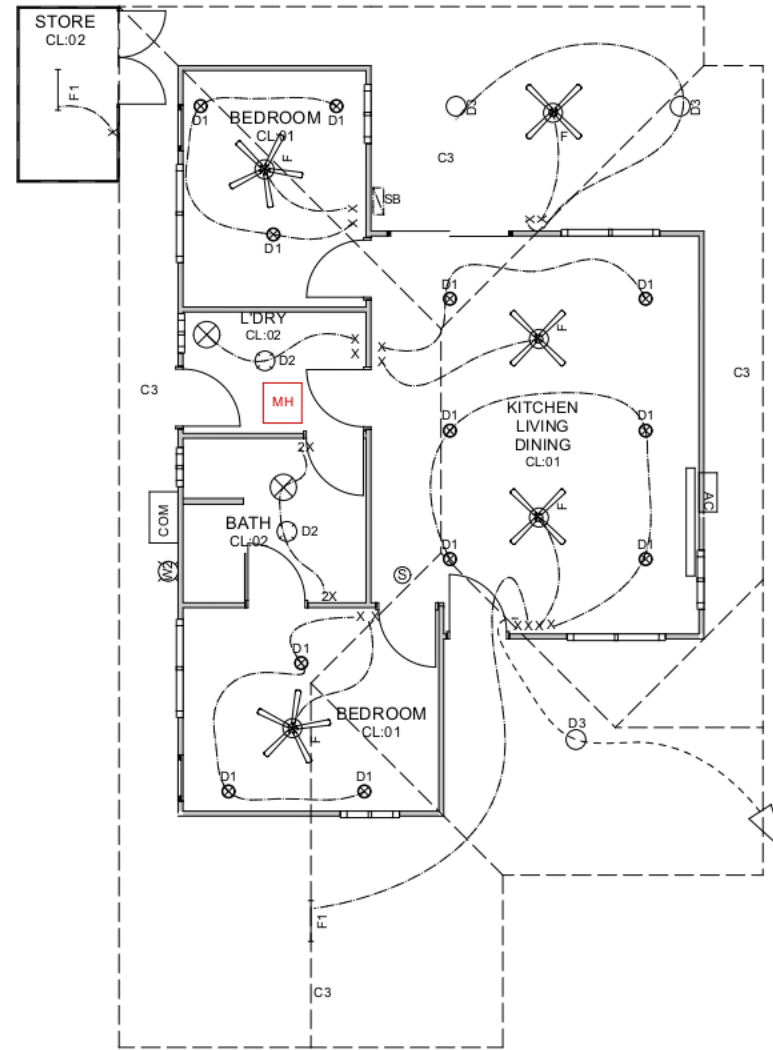 STORE
CL:02
F1
X
D1
D1
BEDROOM
CL:01
F
X
X
D1
SB
D3
D3
F
C3
X X
L'DRY
CL:02
X
X
D2
MH
C3
X
X
D1
D1
F
C3
D1
D1
KITCHEN
LIVING
DINING
CL:01
F
D1
D1
AC
2X
BATH
CL:02
D2
2X
COM
W2
S
X X
XXXX
D1
F
BEDROOM
CL:01
D1
D1
D3
F1
C3